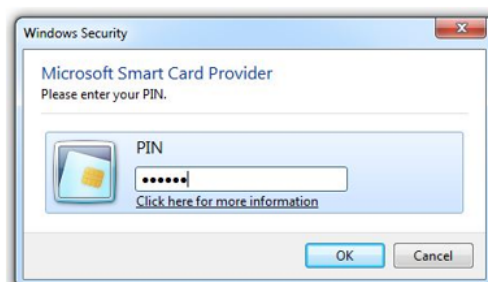 Windows Security
Microsoft Smart Card Provider
Please enter your PIN.
PIN
••••••
Click here for more information
OK
Cancel